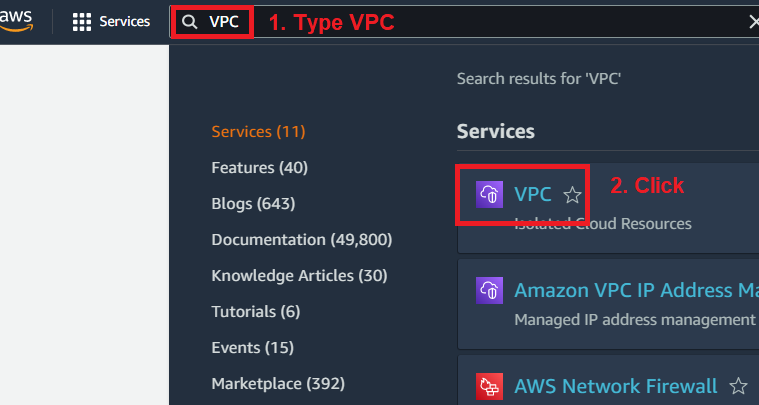 aws
Services
VPC
1. Type VPC
Search results for 'VPC'
Services (11)
Features (40)
Blogs (643)
Documentation (49,800)
Knowledge Articles (30)
Tutorials (6)
Events (15)
Marketplace (392)
Services
VPC
2. Click
Isolated Cloud Resources
Amazon VPC IP Address Ma
Managed IP address management
AWS Network Firewall